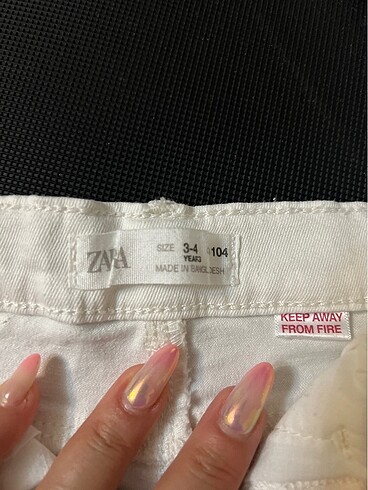 ZARA
SIZE 3-4 104
YEARS
MADE IN BANGLADESH
KEEP AWAY
FROM FIRE